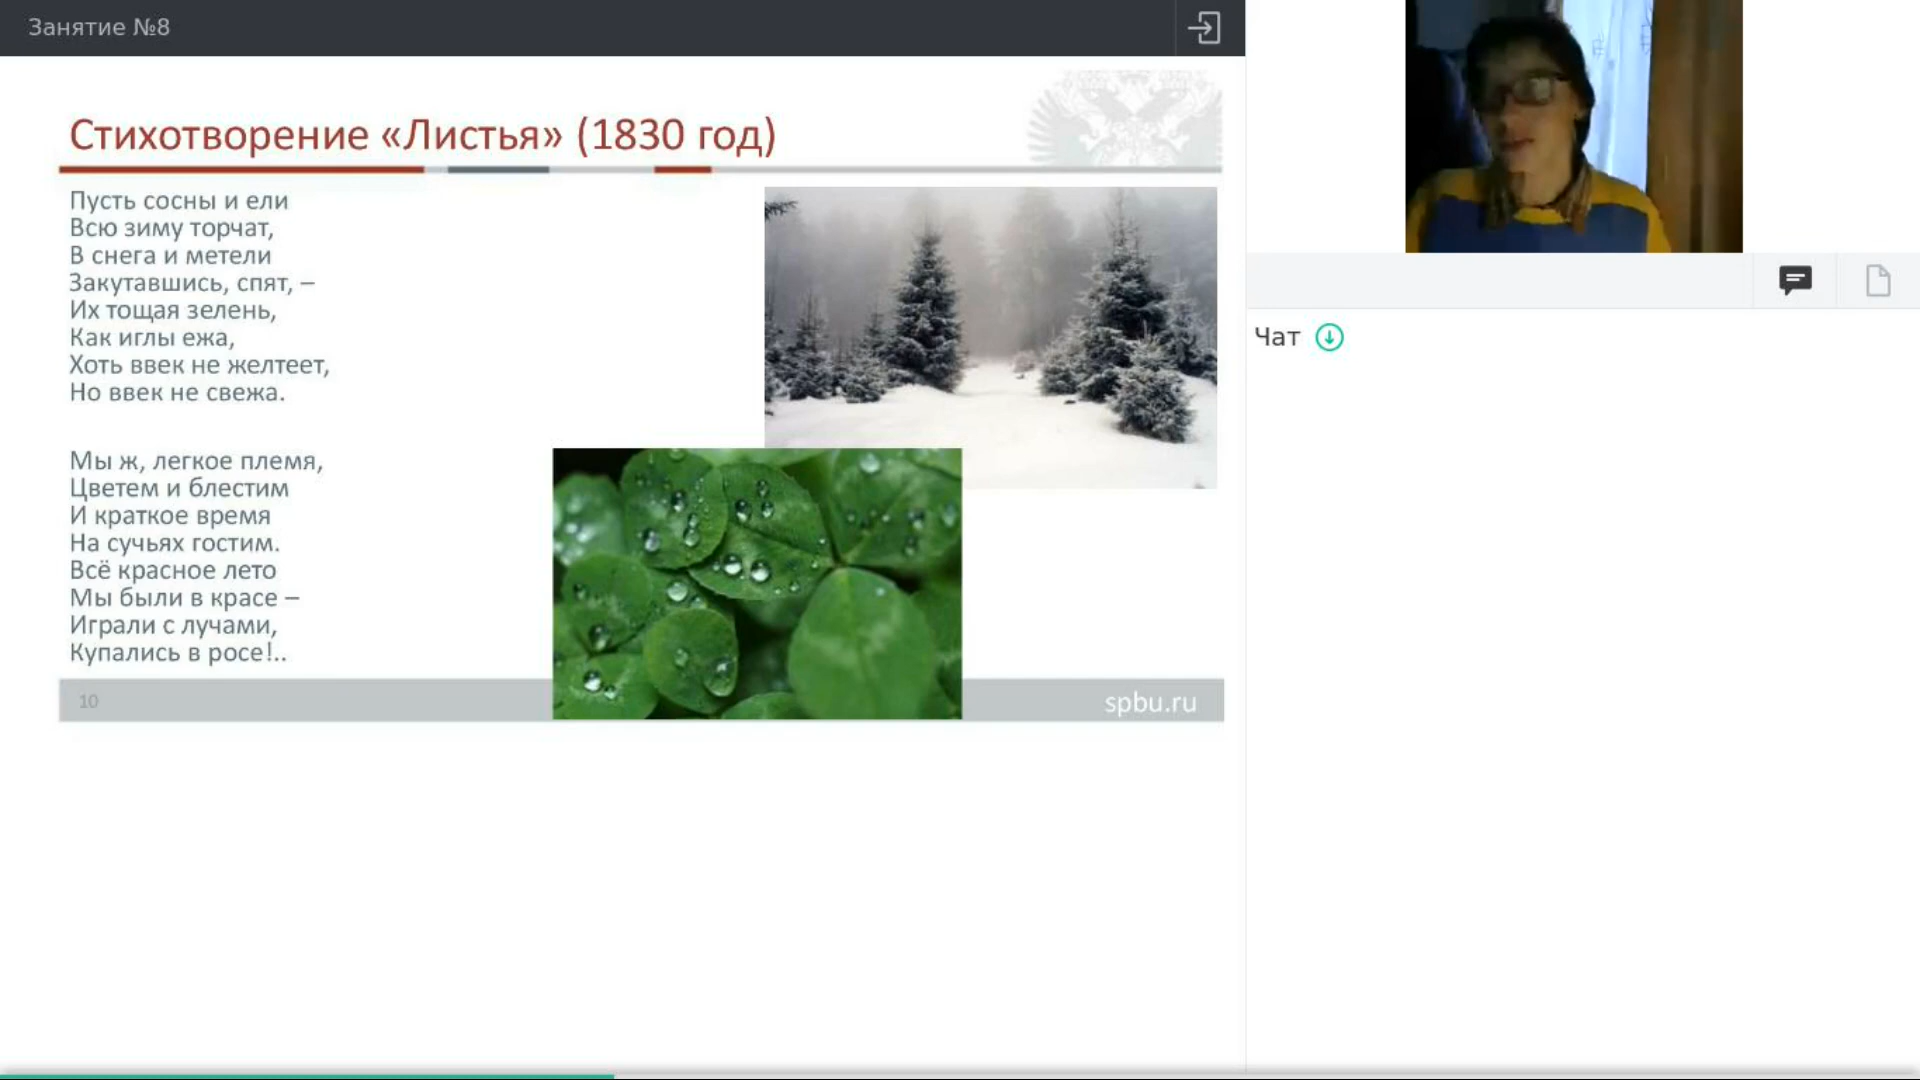 Занятие №8
Стихотворение «Листья» (1830 год)
Пусть сосны и ели
Всю зиму торчат,
В снега и метели
Закутавшись, спят, –
Их тощая зелень,
Как иглы ежа,
Хоть ввек не желтеет,
Но ввек не свежа.
Мы ж, легкое племя,
Цветем и блестим
И краткое время
На сучьях гостим.
Всё красное лето
Мы были в красе –
Играли с лучами,
Купались в росе!..
10
spbu.ru
Чат